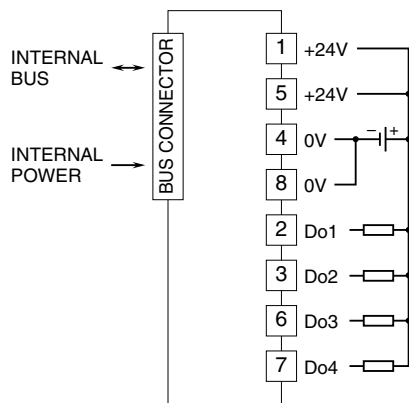 INTERNAL
BUS
INTERNAL
POWER
BUS CONNECTOR
1 +24V
5 +24V
4 0V − +
8 0V
2 Do1
3 Do2
6 Do3
7 Do4